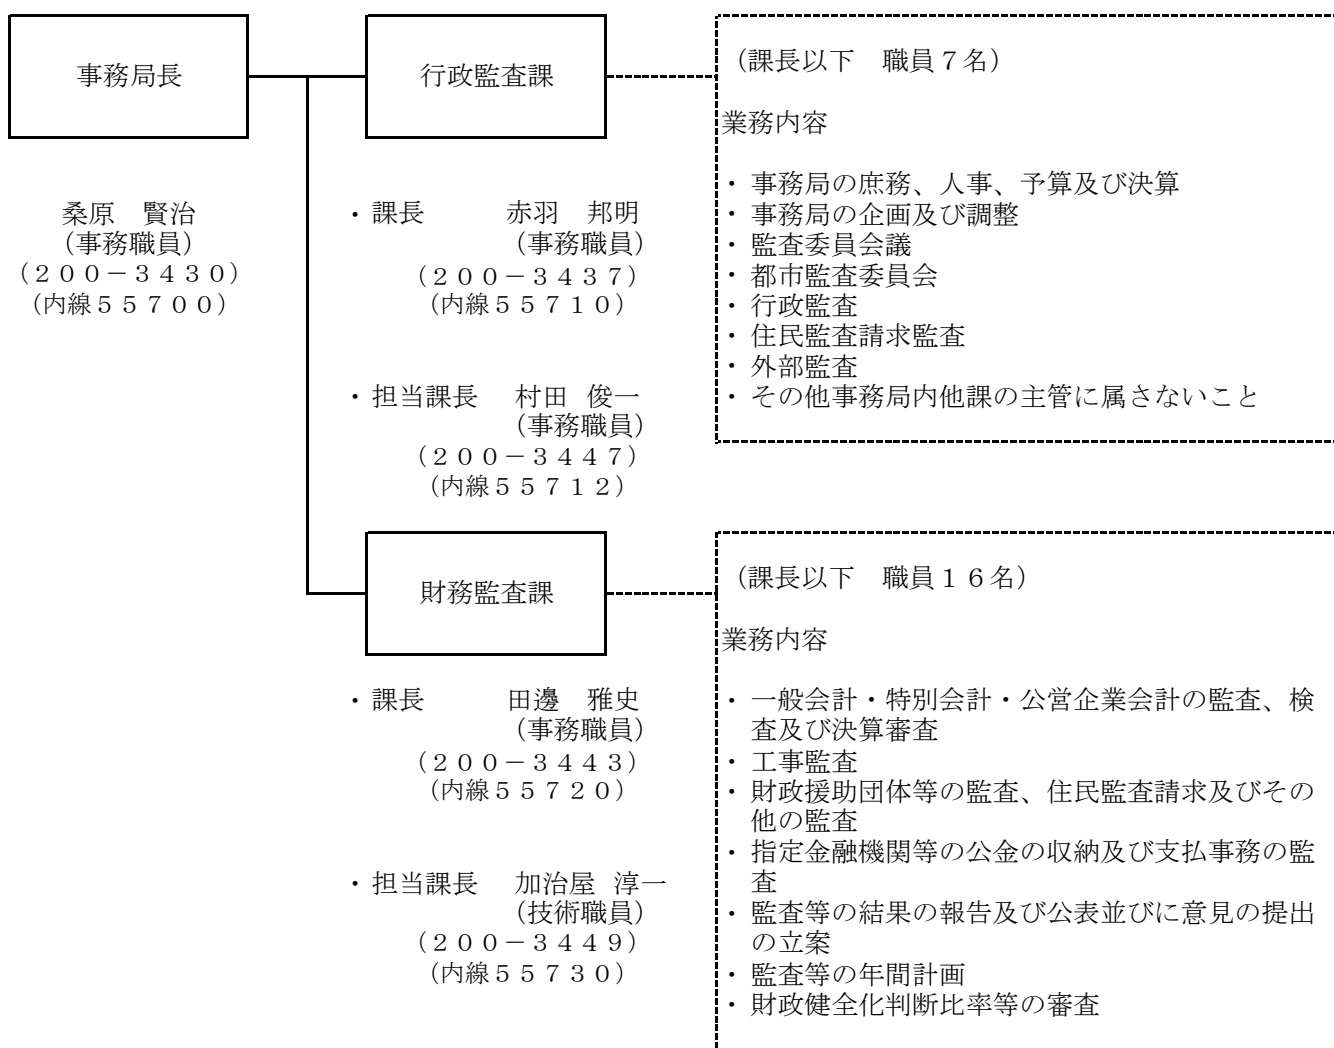 事務局長
桑原　賢治
（事務職員）
（２００－３４３０）
（内線５５７００）
行政監査課
・課長　　　赤羽　邦明
（事務職員）
（２００－３４３７）
（内線５５７１０）
・担当課長　村田　俊一
（事務職員）
（２００－３４４７）
（内線５５７１２）
（課長以下　職員７名）
業務内容
・事務局の庶務、人事、予算及び決算
・事務局の企画及び調整
・監査委員会議
・都市監査委員会
・行政監査
・住民監査請求監査
・外部監査
・その他事務局内他課の主管に属さないこと
財務監査課
・課長　　　田邊　雅史
（事務職員）
（２００－３４４３）
（内線５５７２０）
・担当課長　加治屋　淳一
（技術職員）
（２００－３４４９）
（内線５５７３０）
（課長以下　職員１６名）
業務内容
・一般会計・特別会計・公営企業会計の監査、検
査及び決算審査
・工事監査
・財政援助団体等の監査、住民監査請求及びその
他の監査
・指定金融機関等の公金の収納及び支払事務の監
査
・監査等の結果の報告及び公表並びに意見の提出
の立案
・監査等の年間計画
・財政健全化判断比率等の審査